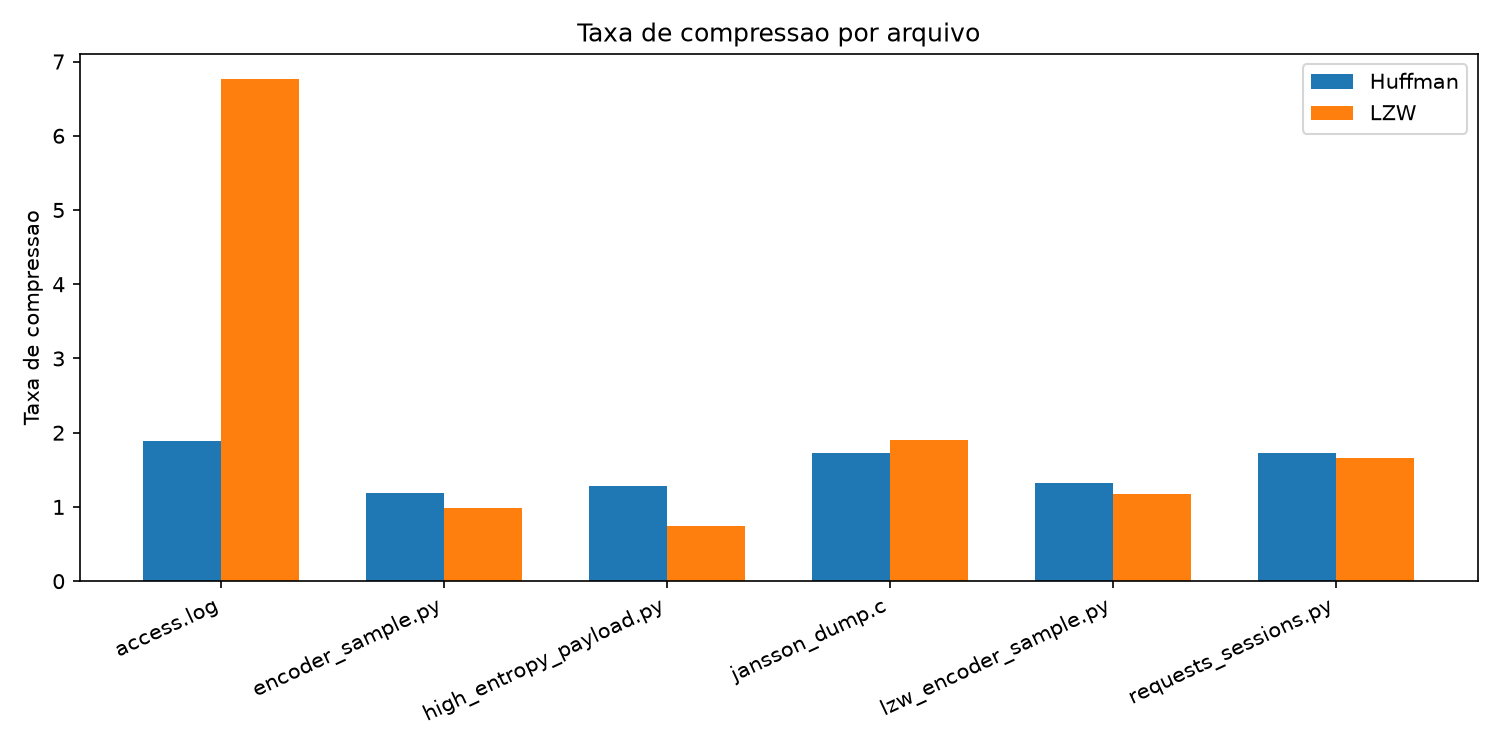 Taxa de compressao por arquivo
Taxa de compressao
7
6
5
4
3
2
1
0
Huffman
LZW
access.log
encoder_sample.py
high_entropy_payload.py
jansson_dump.c
lzw_encoder_sample.py
requests_sessions.py